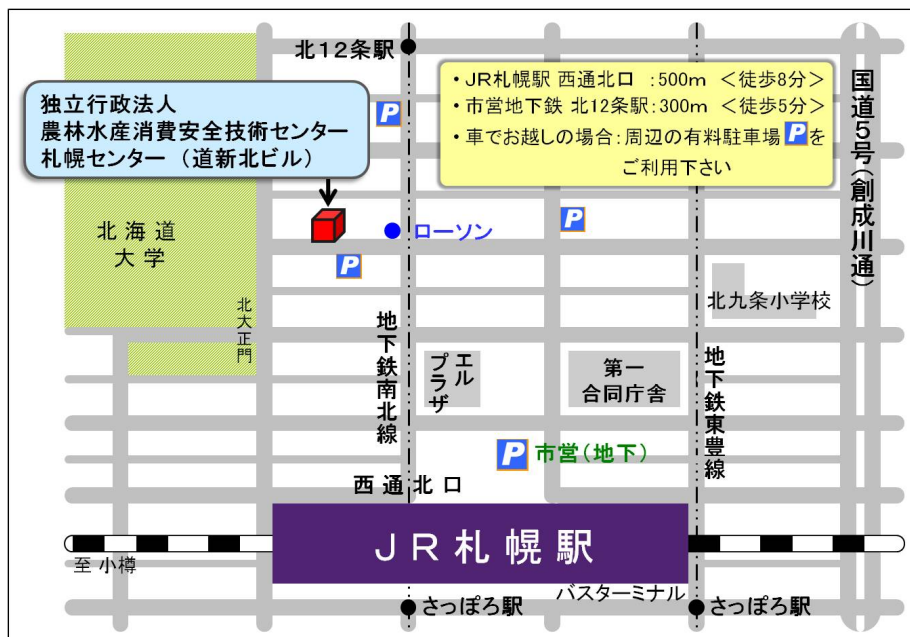 北12条駅
・JR札幌駅 西通北口 :500m <徒歩8分>
・市営地下鉄 北12条駅:300m <徒歩5分>
・車でお越しの場合:周辺の有料駐車場Pを
ご利用下さい
国道5号(創成川通)
独立行政法人
農林水産消費安全技術センター
札幌センター (道新北ビル)
P
P
ローソン
北海道
大学
P
北九条小学校
北大正門
地下鉄南北線
エル
プラザ
第一
合同庁舎
地下鉄東豊線
P 市営(地下)
西通北口
JR札幌駅
至 小樽
バスターミナル
さっぽろ駅
さっぽろ駅